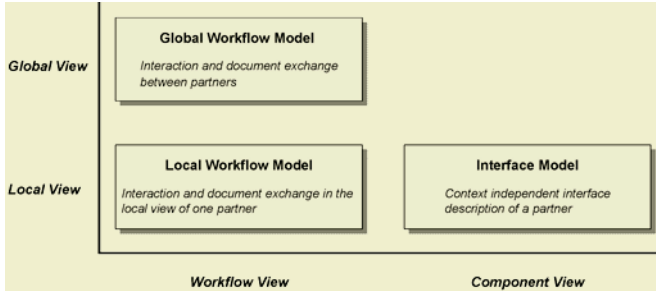 Global View
Global Workflow Model
Interaction and document exchange
between partners
Local View
Local Workflow Model
Interaction and document exchange in the
local view of one partner
Interface Model
Context independent interface
description of a partner
Workflow View
Component View